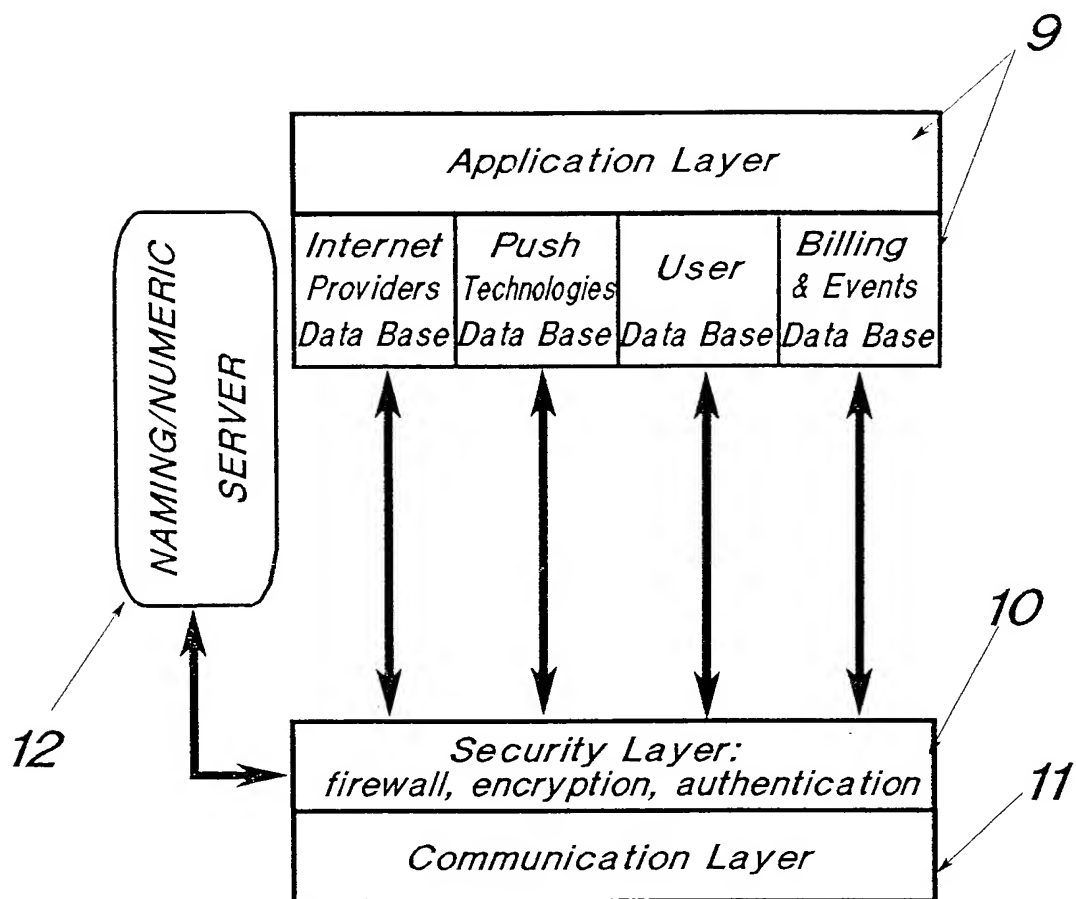 9
Application Layer
Internet
Providers
Data Base
Push
Technologies
Data Base
User
Data Base
Billing
& Events
Data Base
NAMING/NUMERIC
SERVER
12
10
Security Layer:
firewall, encryption, authentication
11
Communication Layer